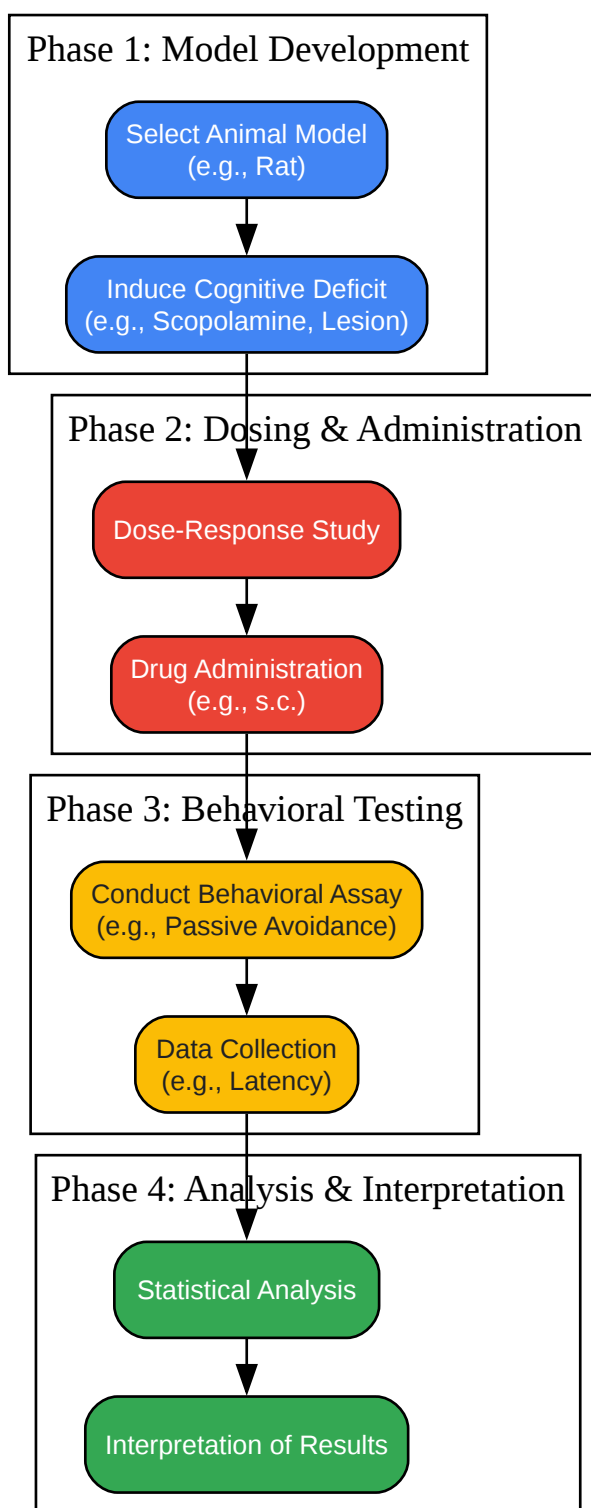 Phase 1: Model Development
Select Animal Model
(e.g., Rat)
Induce Cognitive Deficit
(e.g., Scopolamine, Lesion)
Phase 2: Dosing & Administration
Dose-Response Study
Drug Administration
(e.g., s.c.)
Phase 3: Behavioral Testing
Conduct Behavioral Assay
(e.g., Passive Avoidance)
Data Collection
(e.g., Latency)
Phase 4: Analysis & Interpretation
Statistical Analysis
Interpretation of Results